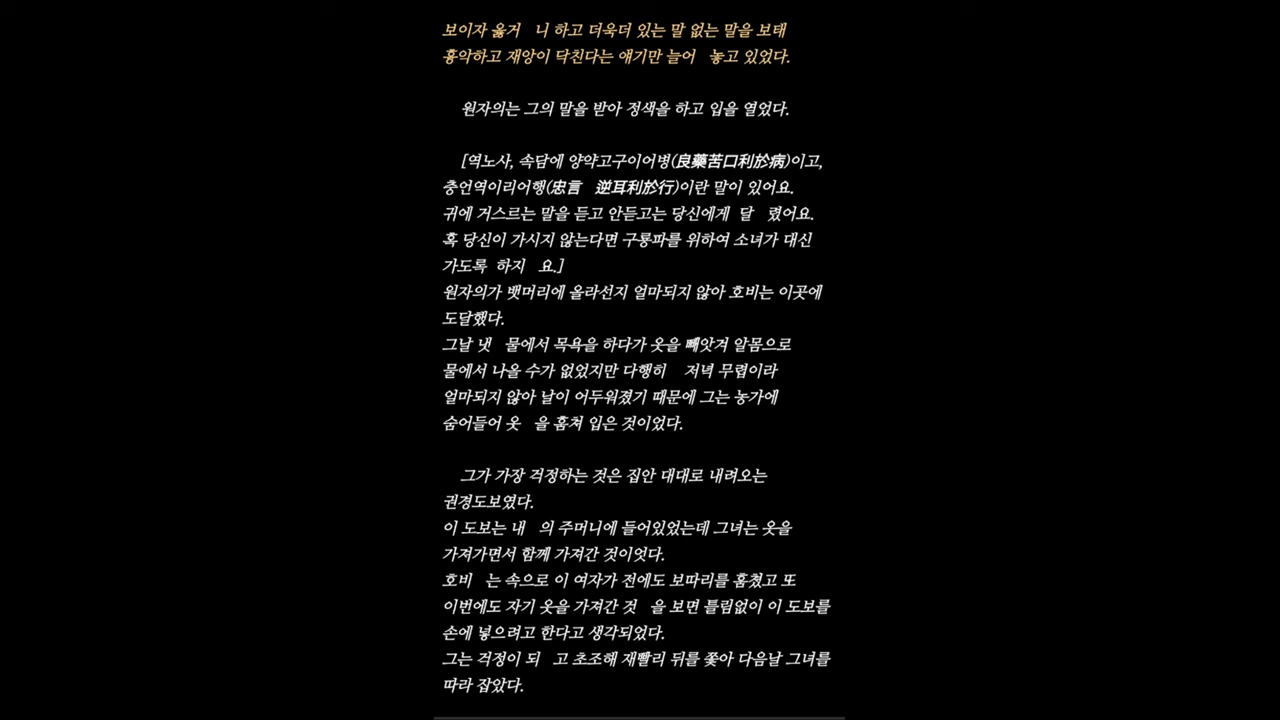 보이자 옳거   니 하고 더욱더 있는 말 없는 말을 보태
흉악하고 재앙이 닥친다는 얘기만 늘어   놓고 있었다.
원자의는 그의 말을 받아 정색을 하고 입을 열었다.
[역노사, 속담에 양약고구이어병(良藥苦口利於病)이고,
충언역이리어행(忠言   逆耳利於行)이란 말이 있어요.
귀에 거스르는 말을 듣고 안듣고는 당신에게  달   렸어요.
혹 당신이 가시지 않는다면 구룡파를 위하여 소녀가 대신
가도록  하지   요.]
원자의가 뱃머리에 올라선지 얼마되지 않아 호비는 이곳에
도달했다.
그날 냇   물에서 목욕을 하다가 옷을 빼앗겨 알몸으로
물에서 나올 수가 없었지만 다행히    저녁 무렵이라
얼마되지 않아 날이 어두워졌기 때문에 그는 농가에
숨어들어 옷   을 훔쳐 입은 것이었다.
그가 가장 걱정하는 것은 집안 대대로 내려오는
권경도보였다.
이 도보는 내   의 주머니에 들어있었는데 그녀는 옷을
가져가면서 함께 가져간 것이엇다.
호비   는 속으로 이 여자가 전에도 보따리를 훔쳤고 또
이번에도 자기 옷을 가져간 것   을 보면 틀림없이 이 도보를
손에 넣으려고 한다고 생각되었다.
그는 걱정이 되   고 초조해 재빨리 뒤를 쫓아 다음날 그녀를
따라 잡았다.